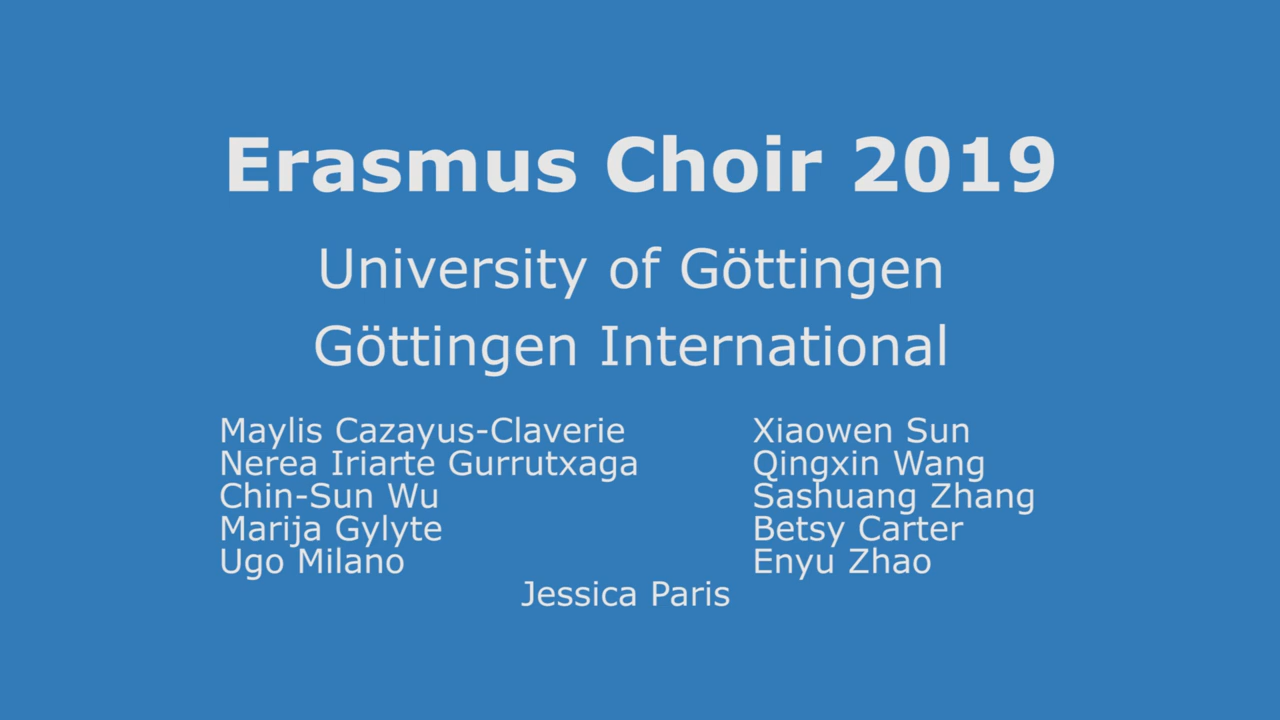 Erasmus Choir 2019
University of Göttingen
Göttingen International
Maylis Cazayus-Claverie
Nerea Iriarte Gurrutxaga
Chin-Sun Wu
Marija Gylyte
Ugo Milano
Xiaowen Sun
Qingxin Wang
Sashuang Zhang
Betsy Carter
Enyu Zhao
Jessica Paris